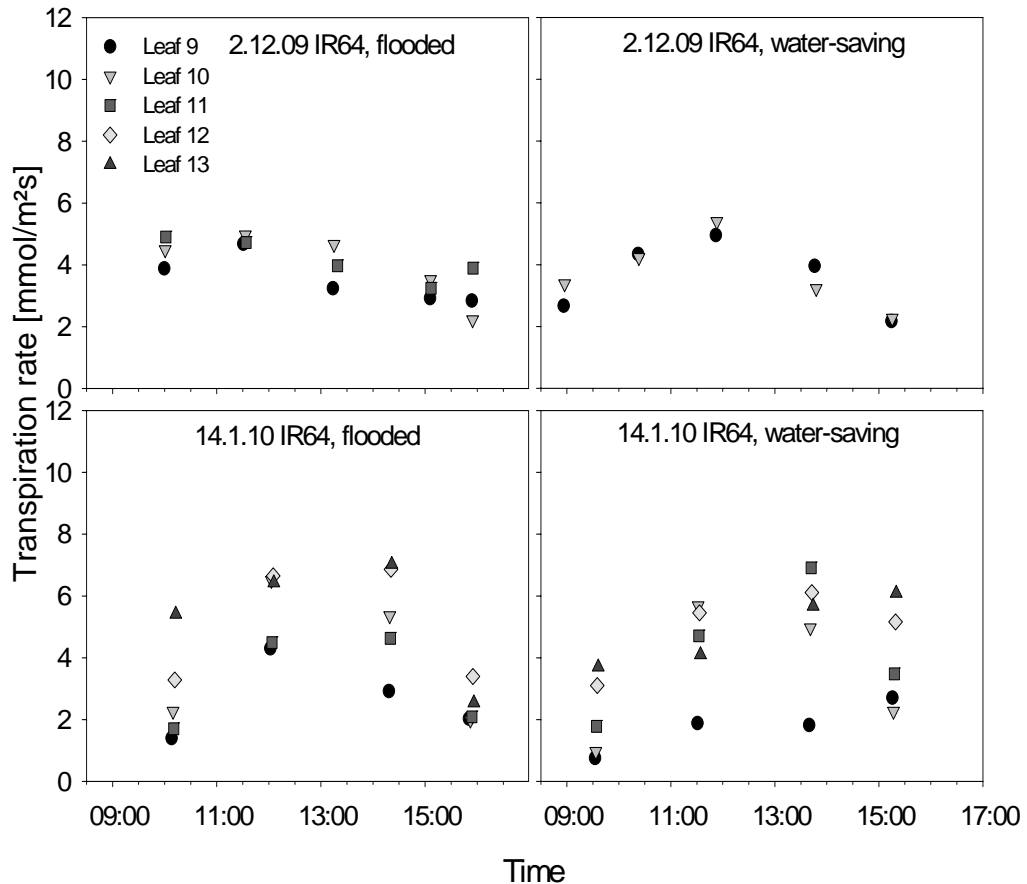 12
10
8
6
4
2
0
2.12.09 IR64, flooded
Leaf 9
Leaf 10
Leaf 11
Leaf 12
Leaf 13
2.12.09 IR64, water-saving
Transpiration rate [mmol/m²s]
12
10
8
6
4
2
0
14.1.10 IR64, flooded
14.1.10 IR64, water-saving
09:00 11:00 13:00 15:00 09:00 11:00 13:00 15:00 17:00
Time